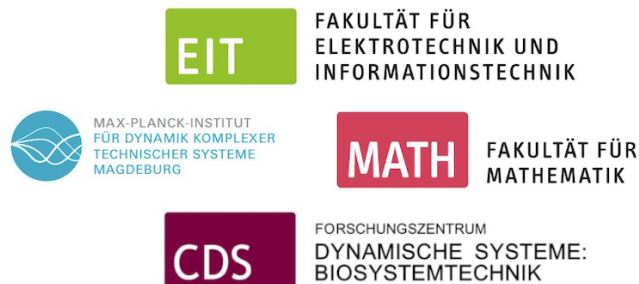 EIT
FAKULTÄT FÜR
ELEKTROTECHNIK UND
INFORMATIONSTECHNIK
MAX-PLANCK-INSTITUT
FÜR DYNAMIK KOMPLEXER
TECHNISCHER SYSTEME
MAGDEBURG
MATH
FAKULTÄT FÜR
MATHEMATIK
CDS
FORSCHUNGSZENTRUM
DYNAMISCHE SYSTEME:
BIOSYSTEMTECHNIK